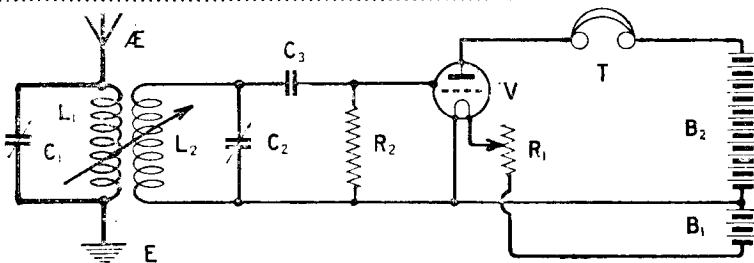 Æ
C₃
L₁
V
T
C₁
L₂
C₂
R₂
R₁
B₂
B₁
E